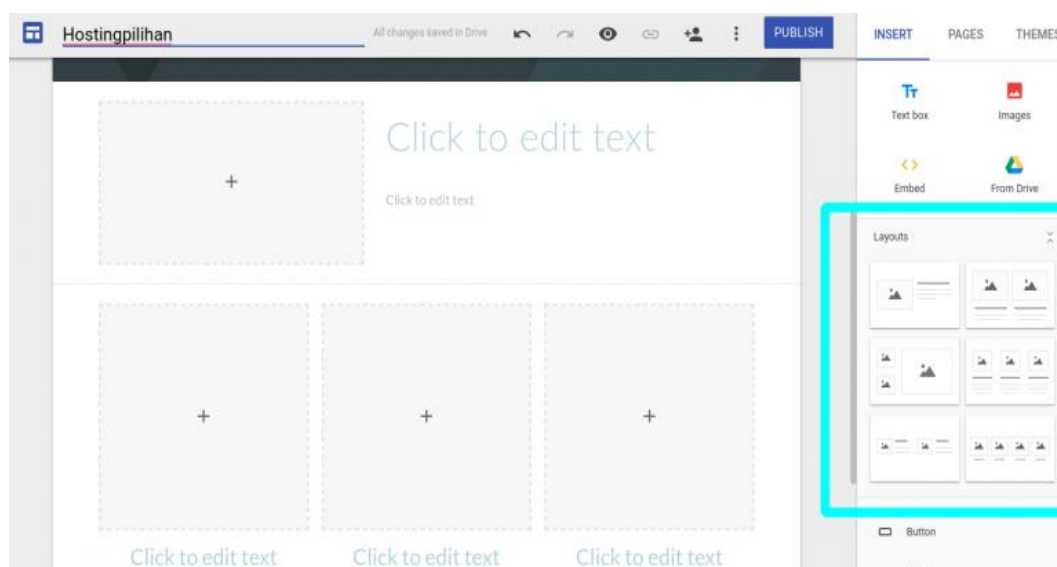 Hostingpilihan
All changes saved in Drive
PUBLISH
INSERT PAGES THEMES
Text box Images
Embed From Drive
Layouts
Button
Click to edit text
Click to edit text
Click to edit text Click to edit text Click to edit text